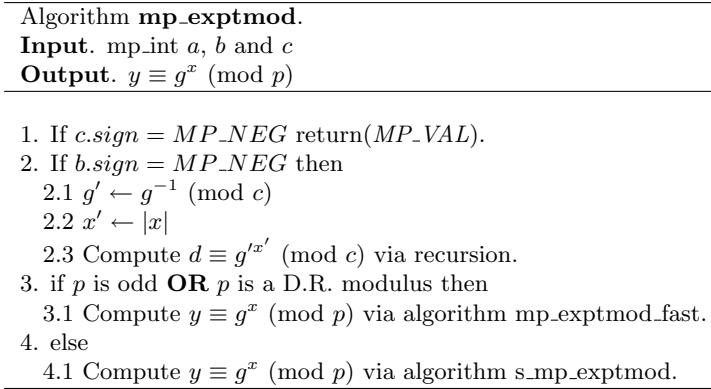 Algorithm mp_exptmod.
Input. mp_int a, b and c
Output. y ≡ g^x (mod p)
1. If c.sign = MP_NEG return(MP_VAL).
2. If b.sign = MP_NEG then
2.1 g′ ← g^{−1} (mod c)
2.2 x′ ← |x|
2.3 Compute d ≡ g′^{x′} (mod c) via recursion.
3. if p is odd OR p is a D.R. modulus then
3.1 Compute y ≡ g^x (mod p) via algorithm mp_exptmod_fast.
4. else
4.1 Compute y ≡ g^x (mod p) via algorithm s_mp_exptmod.